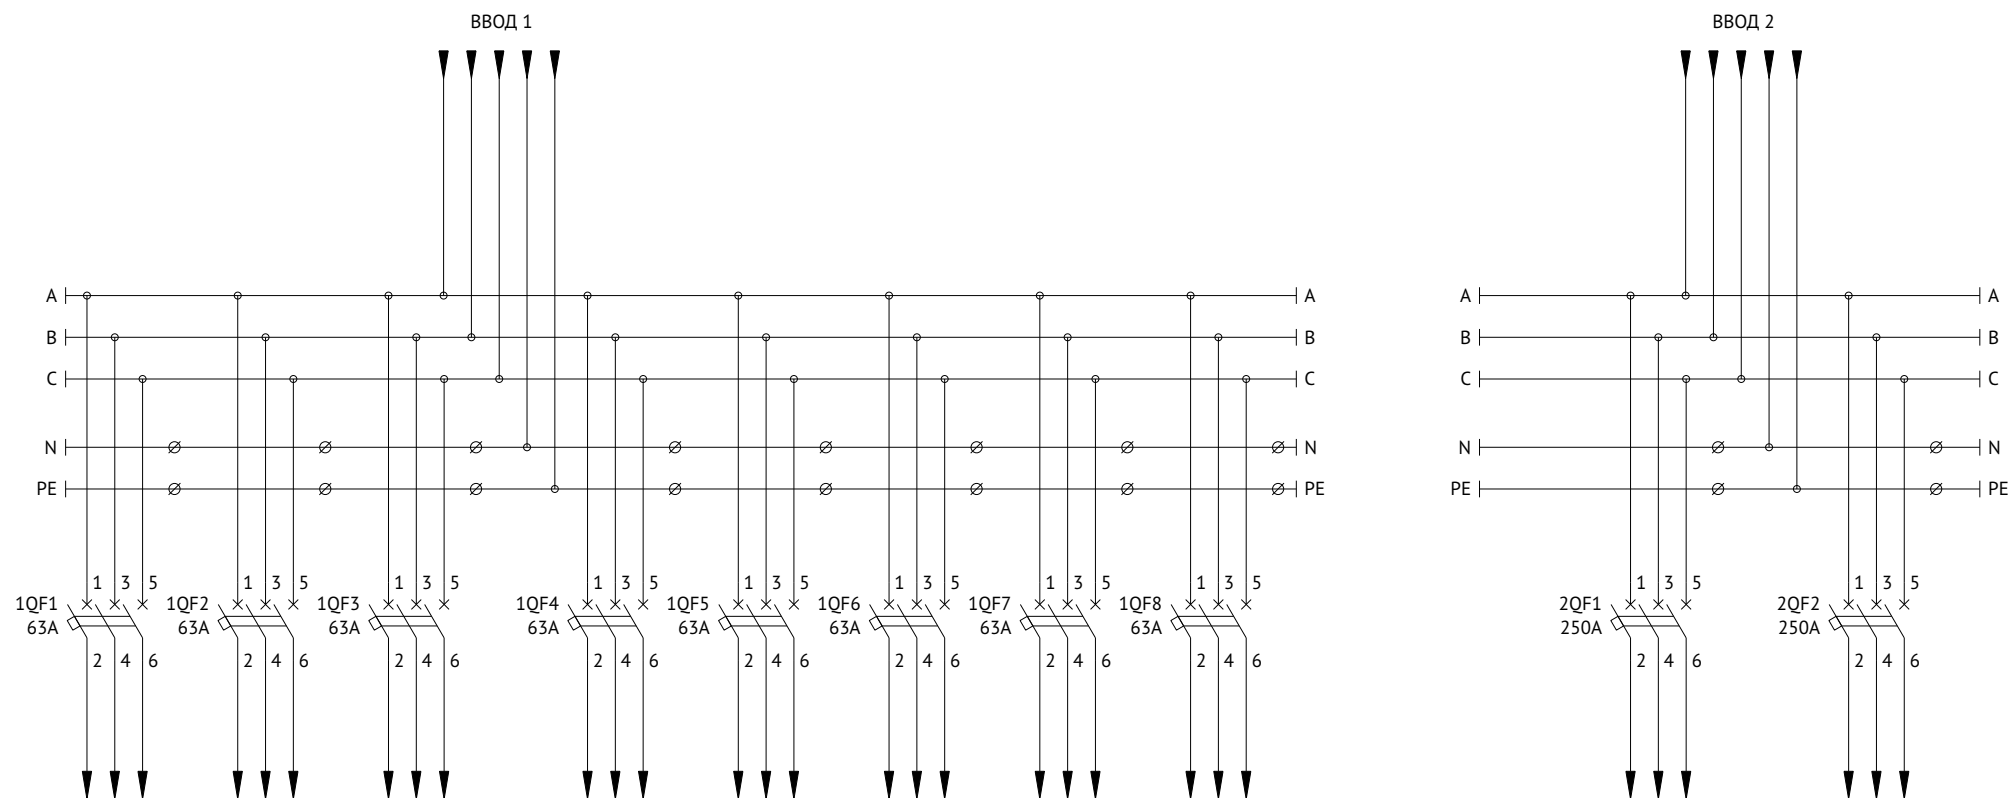 ВВОД 1 ВВОД 2
A A A A
B B B B
C C C C
N N N N
PE PE PE PE
1 3 5 1 3 5 1 3 5 1 3 5 1 3 5 1 3 5 1 3 5 1 3 5 1 3 5 1 3 5
1QF1 1QF2 1QF3 1QF4 1QF5 1QF6 1QF7 1QF8 2QF1 2QF2
63A 63A 63A 63A 63A 63A 63A 63A 250A 250A
2 4 6 2 4 6 2 4 6 2 4 6 2 4 6 2 4 6 2 4 6 2 4 6 2 4 6 2 4 6